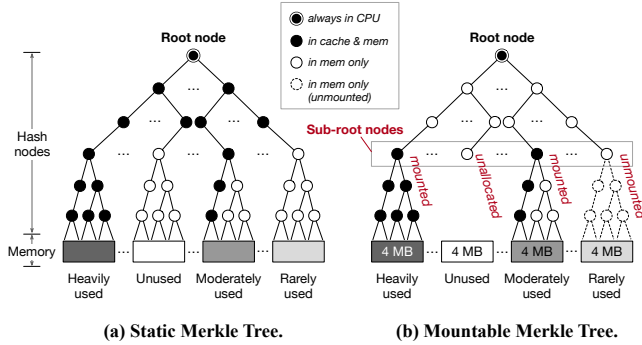 Root node
always in CPU
in cache & mem
in mem only
in mem only
(unmounted)
Root node
...
...
...
Hash
nodes
Sub-root nodes
...
...
...
...
...
...
...
mounted
unallocated
mounted
unmounted
Memory
...
...
...
4 MB
...
4 MB
...
4 MB
...
4 MB
Heavily
used
Unused
Moderately
used
Rarely
used
Heavily
used
Unused
Moderately
used
Rarely
used
(a) Static Merkle Tree.
(b) Mountable Merkle Tree.